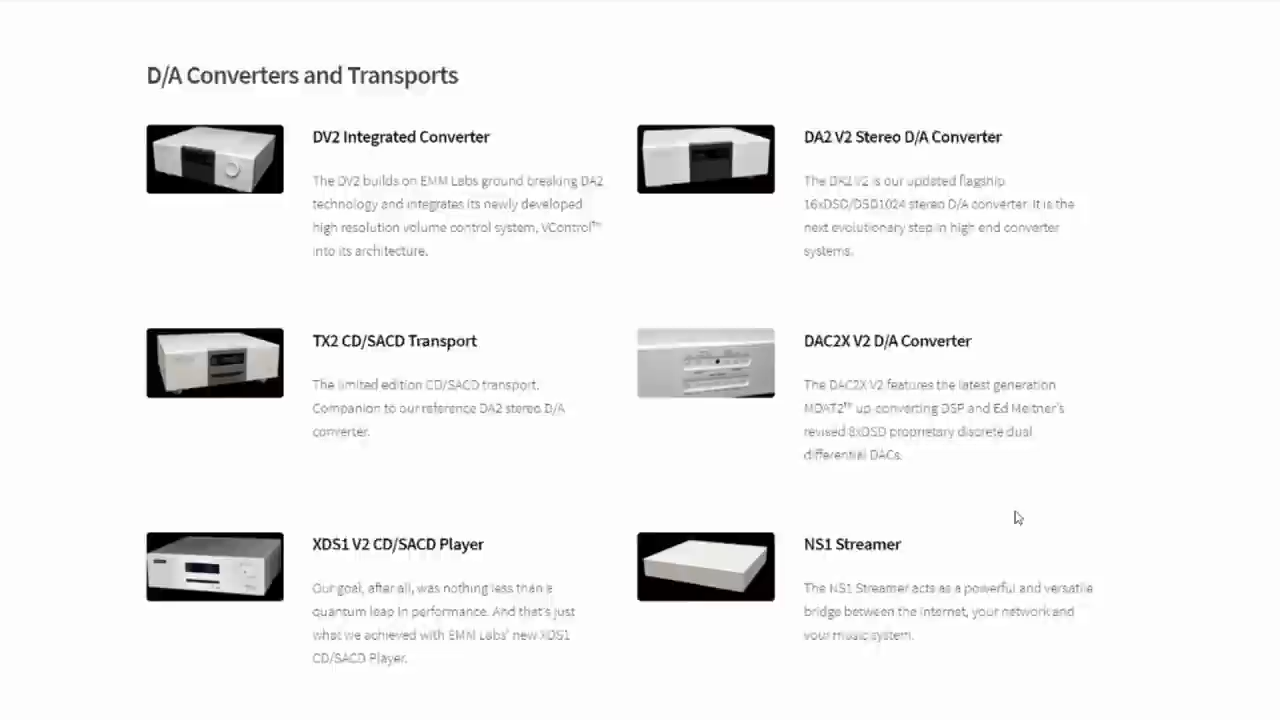 D/A Converters and Transports
DV2 Integrated Converter
The DV2 builds on EMM Labs ground breaking DA2
technology and integrates its newly developed
high resolution volume control system, VControl™
into its architecture.
DA2 V2 Stereo D/A Converter
The DA2 V2 is our updated flagship
16xDSD/DSD1024 stereo D/A converter. It is the
next evolutionary step in high end converter
systems.
TX2 CD/SACD Transport
The limited edition CD/SACD transport.
Companion to our reference DA2 stereo D/A
converter.
DAC2X V2 D/A Converter
The DAC2X V2 features the latest generation
MDAT2™ up-converting DSP and Ed Meitner's
revised 8xDSD proprietary discrete dual
differential DACs.
XDS1 V2 CD/SACD Player
Our goal, after all, was nothing less than a
quantum leap in performance. And that's just
what we achieved with EMM Labs' new XDS1
CD/SACD Player.
NS1 Streamer
The NS1 Streamer acts as a powerful and versatile
bridge between the internet, your network and
your music system.